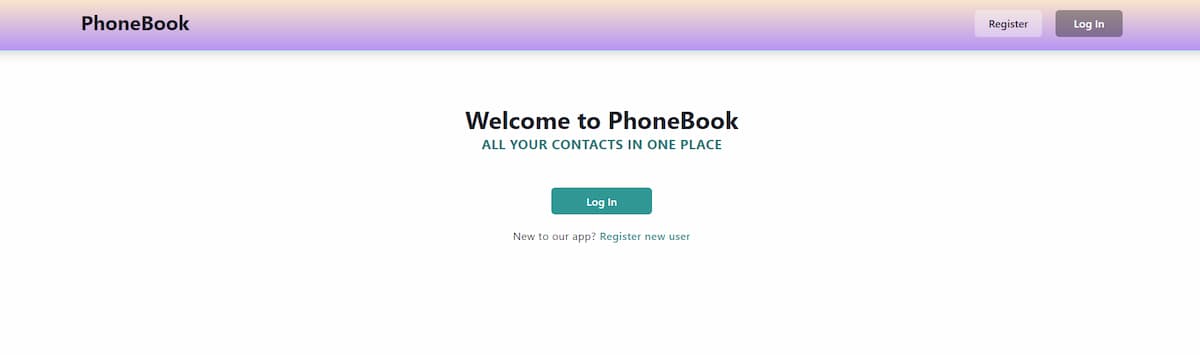 PhoneBook
Register
Log In
Welcome to PhoneBook
ALL YOUR CONTACTS IN ONE PLACE
Log In
New to our app? Register new user